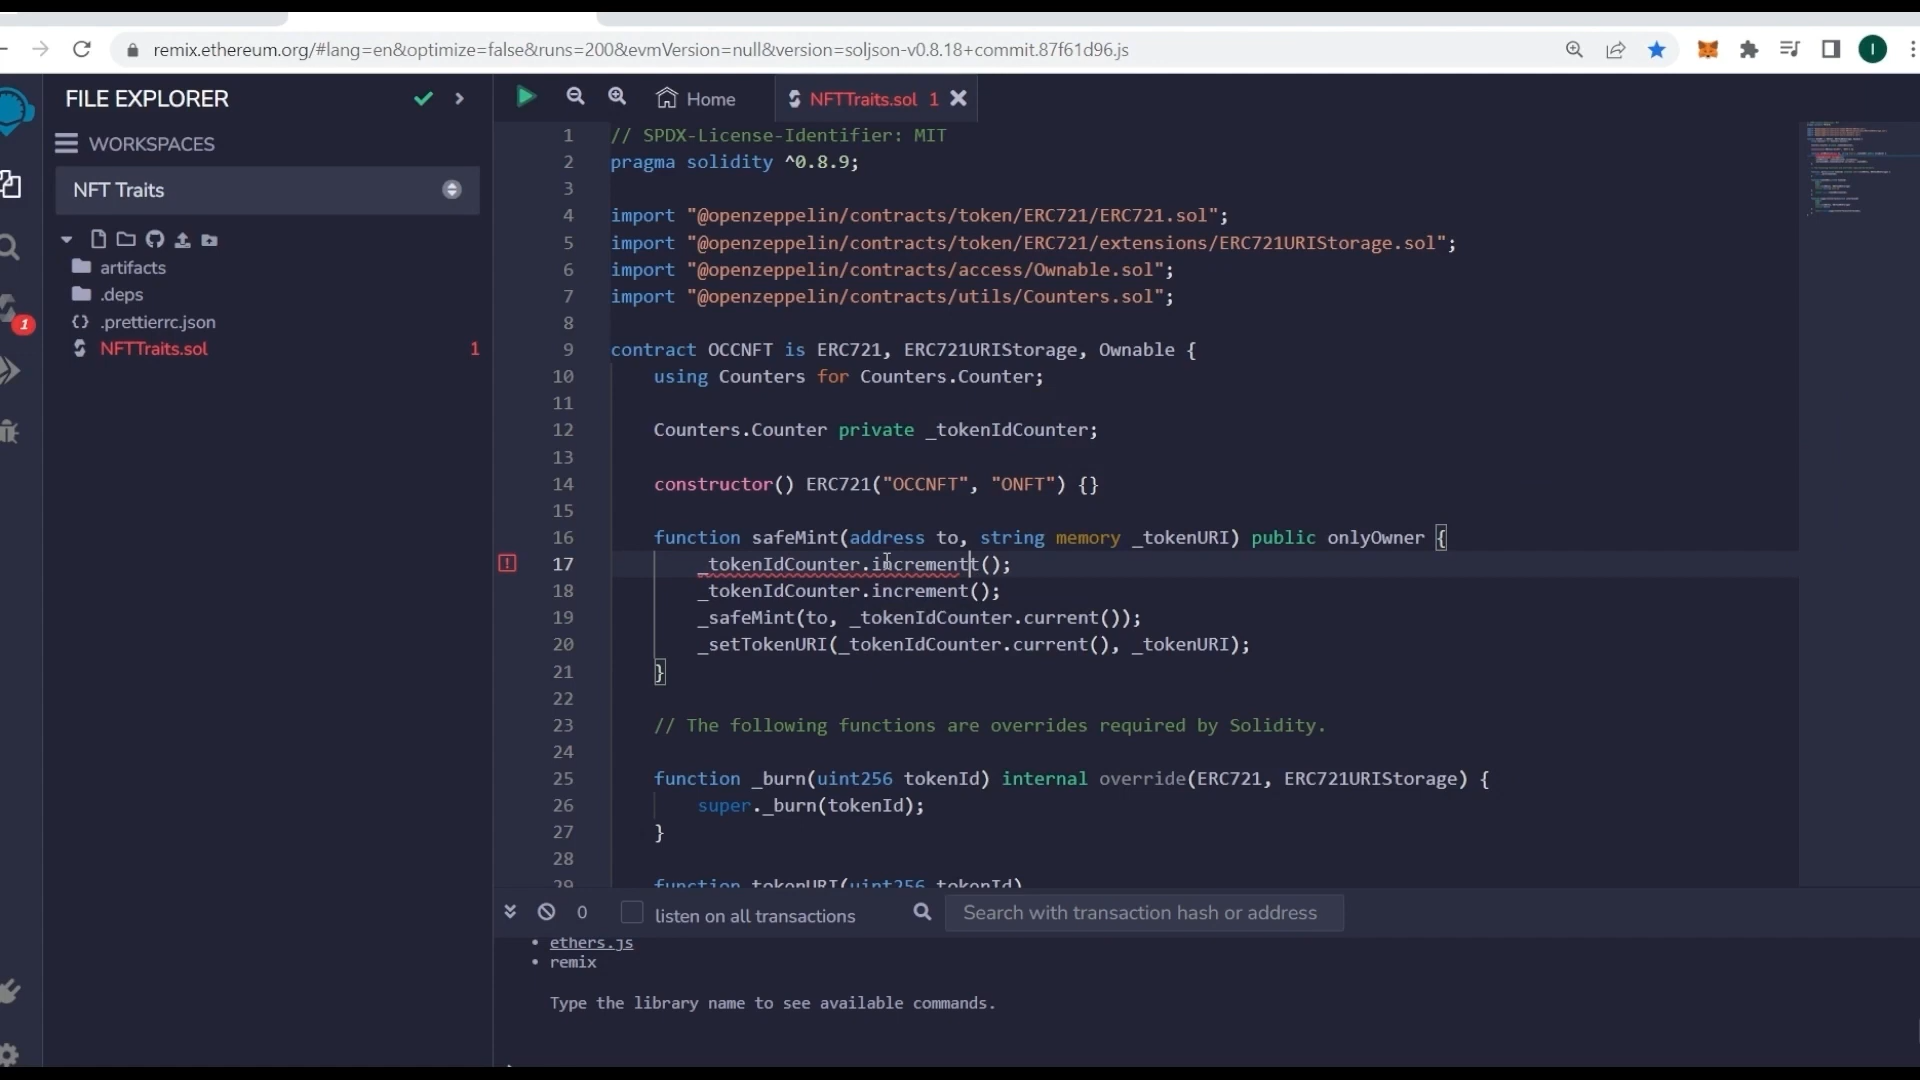 remix.ethereum.org/#lang=en&optimize=false&runs=200&evmVersion=null&version=soljson-v0.8.18+commit.87f61d96.js
I
FILE EXPLORER
WORKSPACES
NFT Traits
artifacts
.deps
.prettierrc.json
NFTTraits.sol 1
1
Home
NFTTraits.sol 1
1 // SPDX-License-Identifier: MIT
2 pragma solidity ^0.8.9;
3
4 import "@openzeppelin/contracts/token/ERC721/ERC721.sol";
5 import "@openzeppelin/contracts/token/ERC721/extensions/ERC721URIStorage.sol";
6 import "@openzeppelin/contracts/access/Ownable.sol";
7 import "@openzeppelin/contracts/utils/Counters.sol";
8
9 contract OCCNFT is ERC721, ERC721URIStorage, Ownable {
10 using Counters for Counters.Counter;
11
12 Counters.Counter private _tokenIdCounter;
13
14 constructor() ERC721("OCCNFT", "ONFT") {}
15
16 function safeMint(address to, string memory _tokenURI) public onlyOwner {
17 _tokenIdCounter.incrementt();
18 _tokenIdCounter.increment();
19 _safeMint(to, _tokenIdCounter.current());
20 _setTokenURI(_tokenIdCounter.current(), _tokenURI);
21 }
22
23 // The following functions are overrides required by Solidity.
24
25 function _burn(uint256 tokenId) internal override(ERC721, ERC721URIStorage) {
26 super._burn(tokenId);
27 }
28
29 function tokenURI(uint256 tokenId)
0
listen on all transactions
Search with transaction hash or address
• ethers.js
• remix
Type the library name to see available commands.